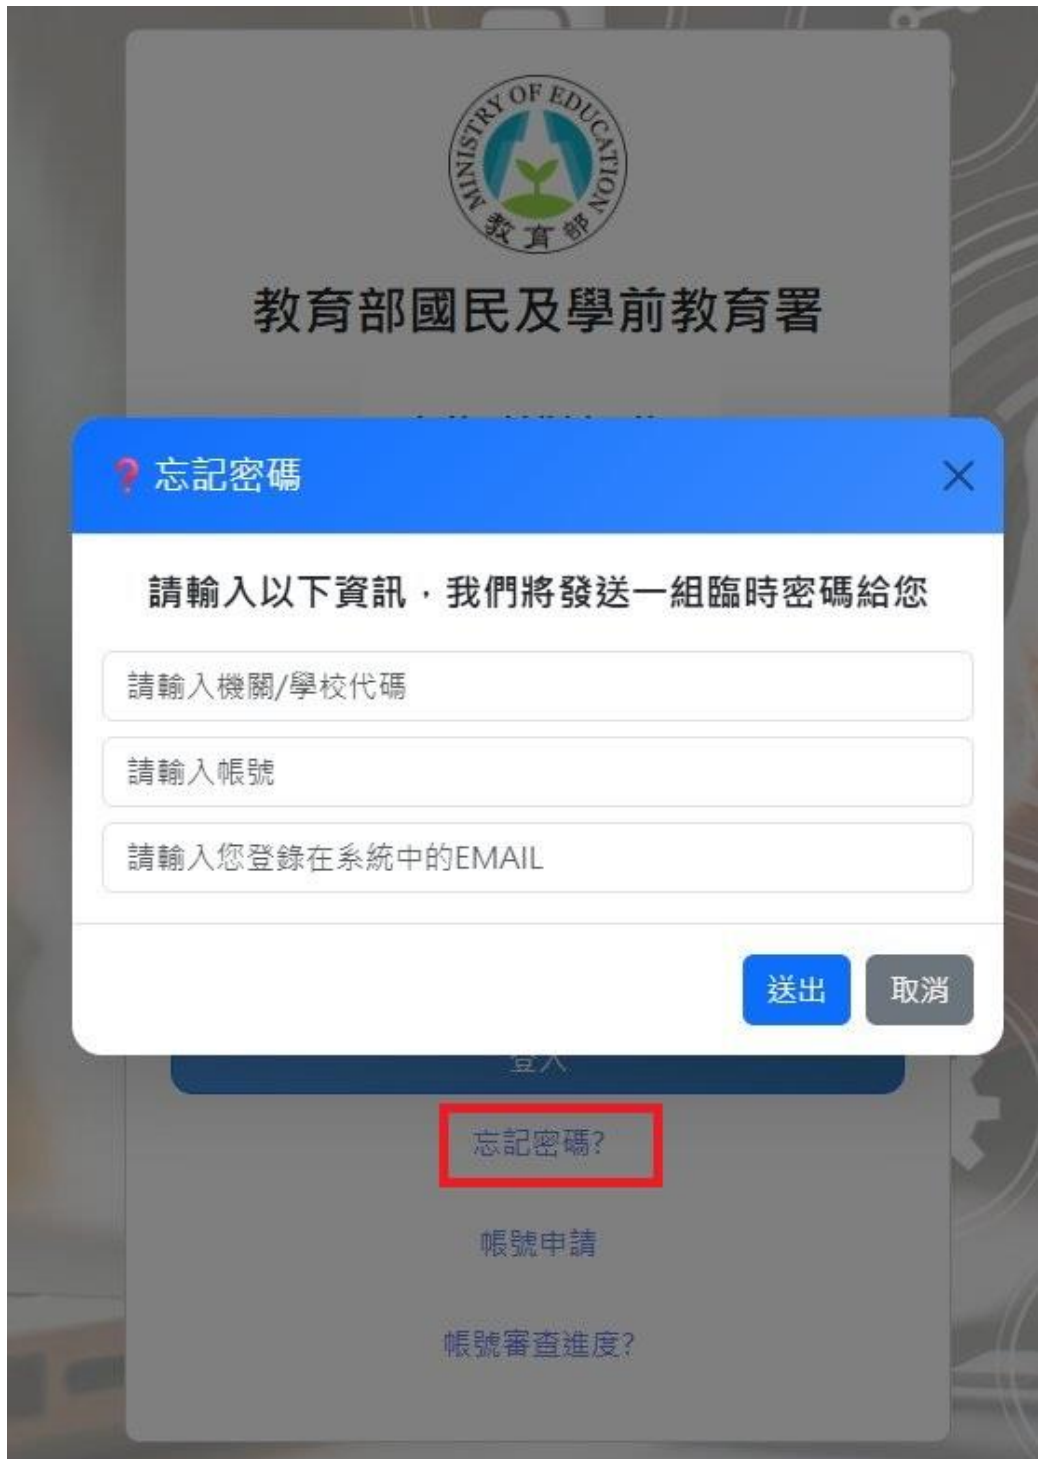 MINISTRY OF EDUCATION
教育部
教育部國民及學前教育署
❓忘記密碼
請輸入以下資訊，我們將發送一組臨時密碼給您
請輸入機關/學校代碼
請輸入帳號
請輸入您登錄在系統中的EMAIL
送出
取消
登入
忘記密碼?
帳號申請
帳號審查進度?